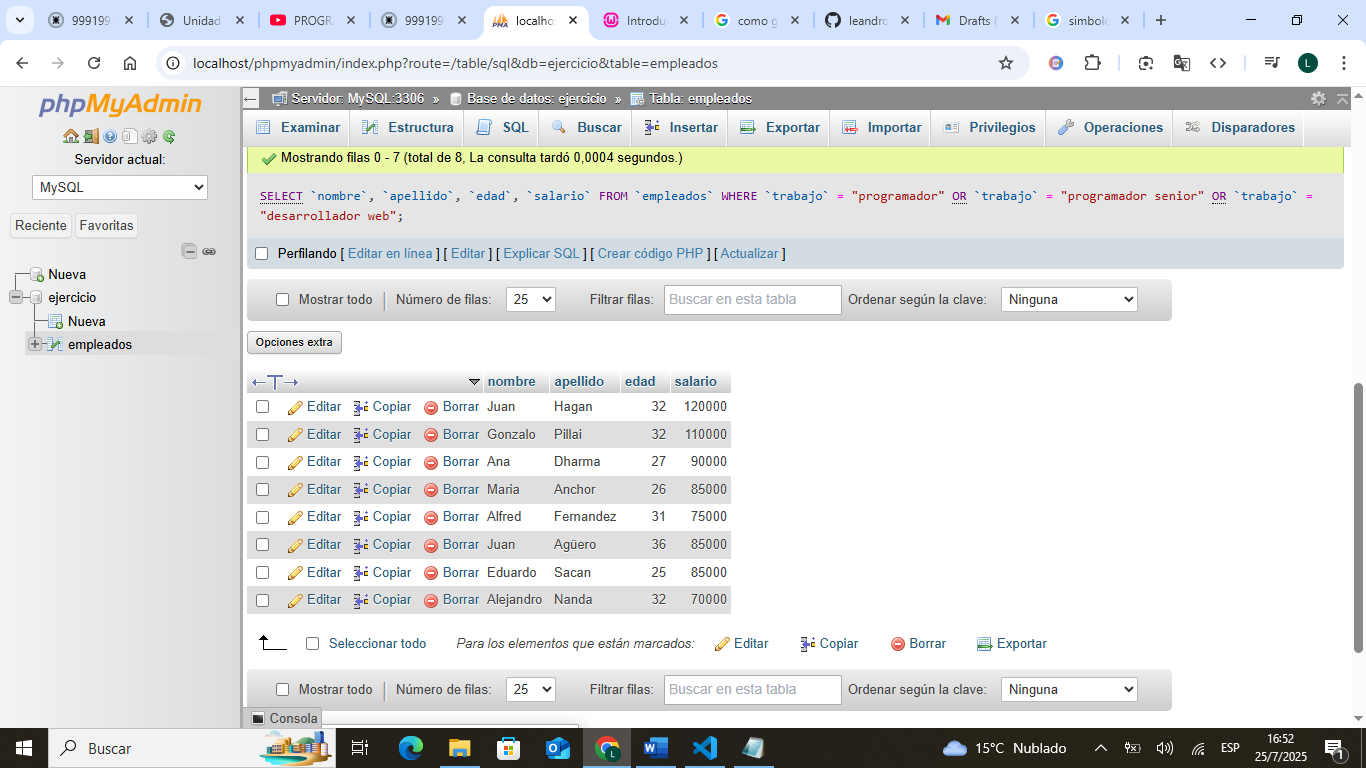 999199
Unidad
PROGR
999199
localhos
Introdu
como g
leandro
Drafts (
simbolo
localhost/phpmyadmin/index.php?route=/table/sql&db=ejercicio&table=empleados
L
phpMyAdmin
Servidor actual:
MySQL
Reciente Favoritas
Nueva
ejercicio
Nueva
empleados
Servidor: MySQL:3306 » Base de datos: ejercicio » Tabla: empleados
Examinar Estructura SQL Buscar Insertar Exportar Importar Privilegios Operaciones Disparadores
Mostrando filas 0 - 7 (total de 8, La consulta tardó 0,0004 segundos.)
SELECT `nombre`, `apellido`, `edad`, `salario` FROM `empleados` WHERE `trabajo` = "programador" OR `trabajo` = "programador senior" OR `trabajo` =
"desarrollador web";
Perfilando [ Editar en línea ] [ Editar ] [ Explicar SQL ] [ Crear código PHP ] [ Actualizar ]
Mostrar todo Número de filas: 25 Filtrar filas: Buscar en esta tabla Ordenar según la clave: Ninguna
Opciones extra
nombre apellido edad salario
Editar Copiar Borrar Juan Hagan 32 120000
Editar Copiar Borrar Gonzalo Pillai 32 110000
Editar Copiar Borrar Ana Dharma 27 90000
Editar Copiar Borrar Maria Anchor 26 85000
Editar Copiar Borrar Alfred Fernandez 31 75000
Editar Copiar Borrar Juan Agüero 36 85000
Editar Copiar Borrar Eduardo Sacan 25 85000
Editar Copiar Borrar Alejandro Nanda 32 70000
Seleccionar todo Para los elementos que están marcados: Editar Copiar Borrar Exportar
Mostrar todo Número de filas: 25 Filtrar filas: Buscar en esta tabla Ordenar según la clave: Ninguna
Consola
Buscar
15°C Nublado
ESP
16:52
25/7/2025
1